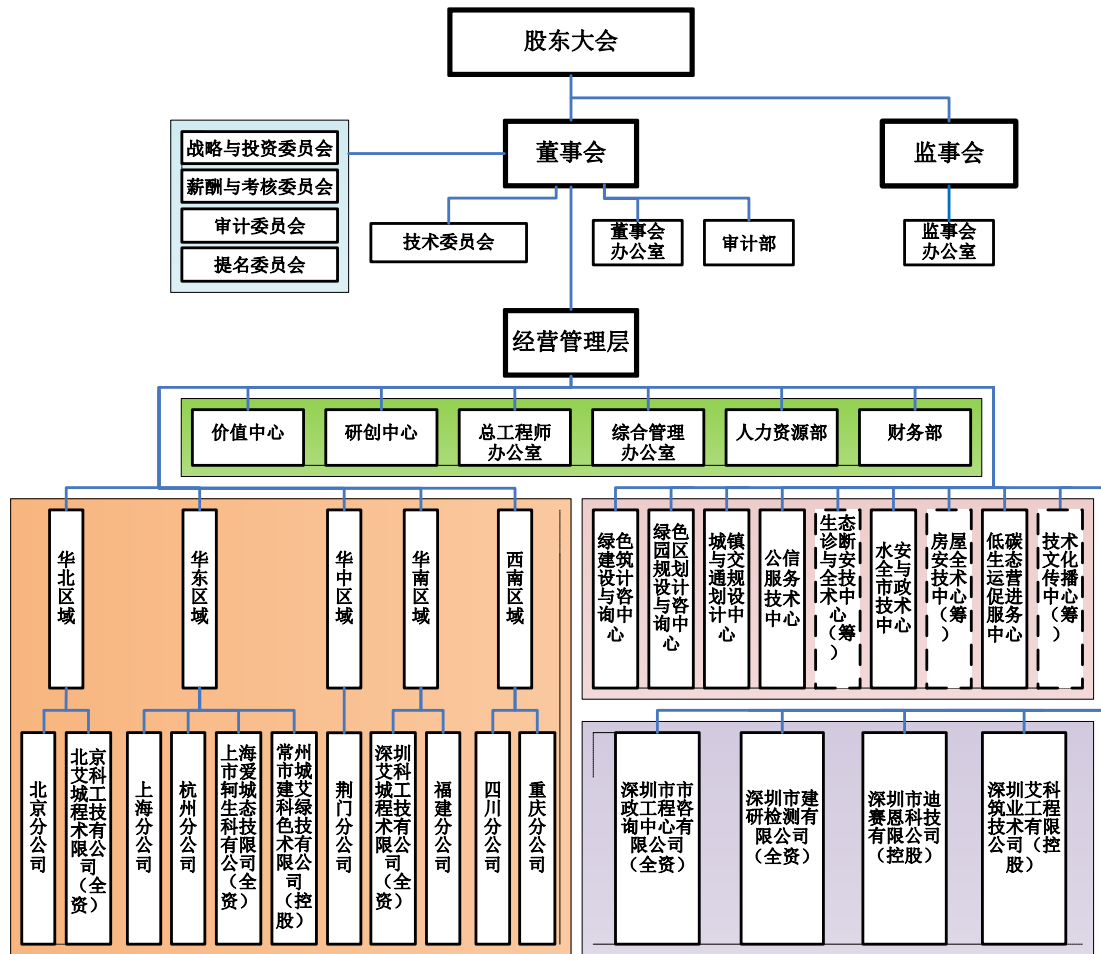 股东大会
董事会
监事会
战略与投资委员会
薪酬与考核委员会
审计委员会
提名委员会
技术委员会
董事会
办公室
审计部
监事会
办公室
经营管理层
价值中心
研创中心
总工程师
办公室
综合管理
办公室
人力资源部
财务部
华北区域
华东区域
华中区域
华南区域
西南区域
绿色建筑设计与咨询中心
绿色园区规划设计与咨询中心
城镇与交通规划设计中心
公信服务技术中心
生态诊断与安全技术中心（筹）
水安全与市政技术中心
房屋安全技术中心（筹）
低碳生态运营促进服务中心
技术文化传播中心（筹）
北京分公司
北京艾科城工程技术有限公司（全资）
上海分公司
杭州分公司
上海市爱轲城生态科技有限公司（全资）
常州市城建艾科绿色技术有限公司（控股）
荆门分公司
深圳艾科城工程技术有限公司（全资）
福建分公司
四川分公司
重庆分公司
深圳市市政工程咨询中心有限公司（全资）
深圳市建研检测有限公司（全资）
深圳市迪赛恩科技有限公司（控股）
深圳艾科筑业工程技术有限公司（控股）